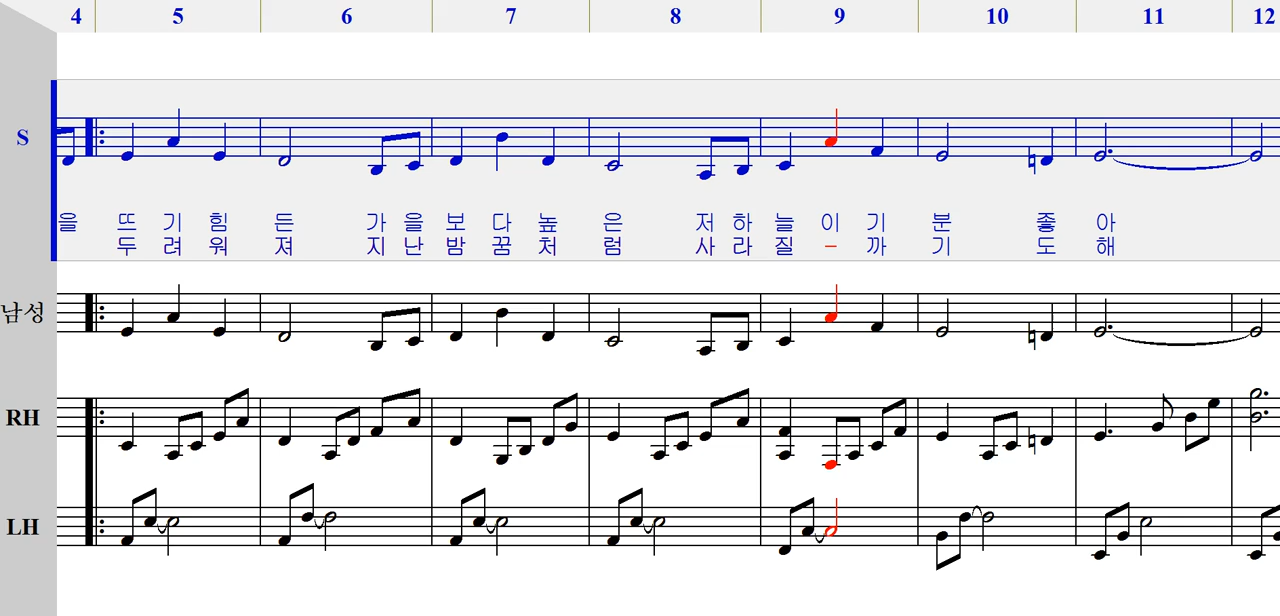 4 5 6 7 8 9 10 11 12
S
을 뜨 기 힘 든 가 을 보 다 높 은 저 하 늘 이 기 분 좋 아
두 려 워 져 지 난 밤 꿈 처 럼 사 라 질 – 까 기 도 해
남성
RH
LH